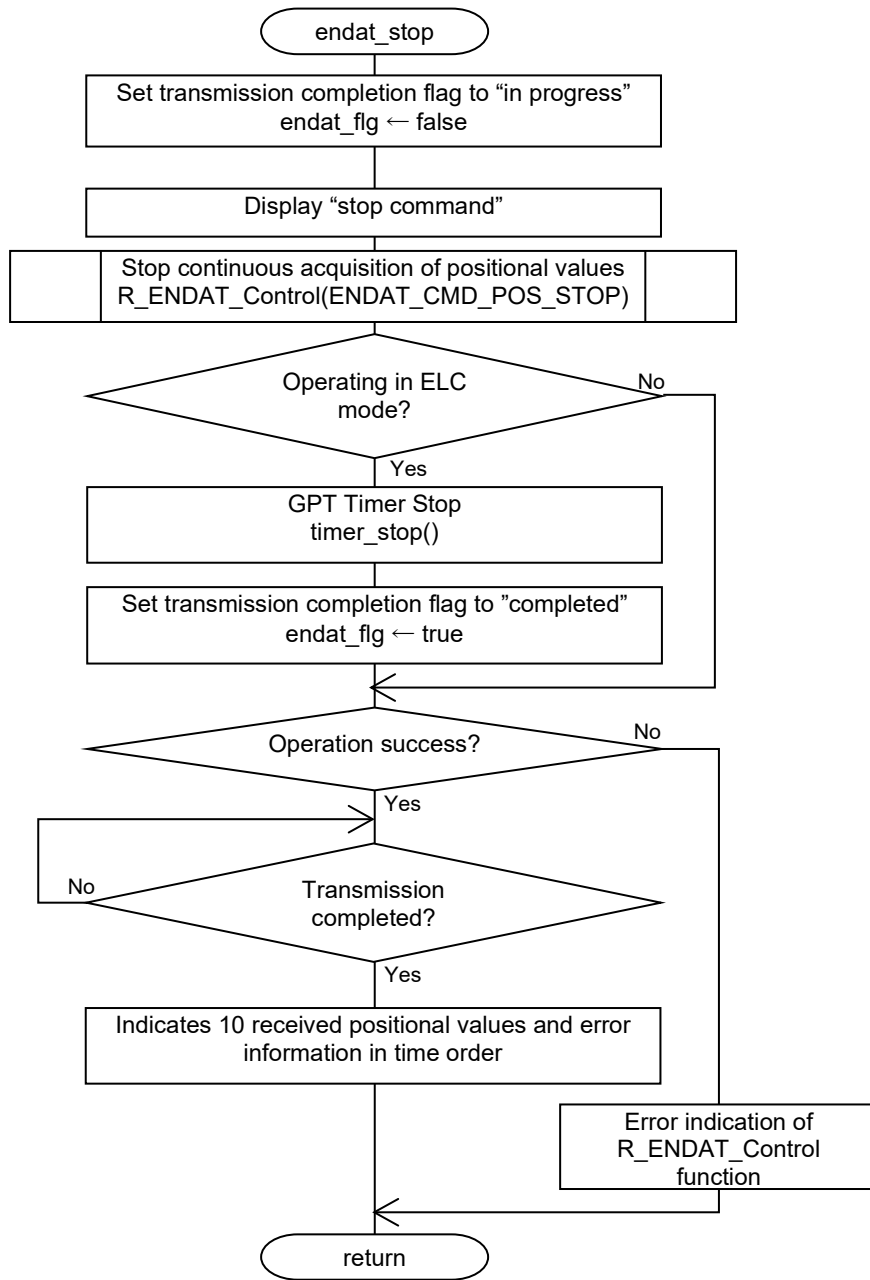 endat_stop
Set transmission completion flag to “in progress”
endat_flg ← false
Display “stop command”
Stop continuous acquisition of positional values
R_ENDAT_Control(ENDAT_CMD_POS_STOP)
Operating in ELC
mode?
No
Yes
GPT Timer Stop
timer_stop()
Set transmission completion flag to ”completed”
endat_flg ← true
Operation success?
No
Yes
No
Transmission
completed?
Yes
Indicates 10 received positional values and error
information in time order
Error indication of
R_ENDAT_Control
function
return